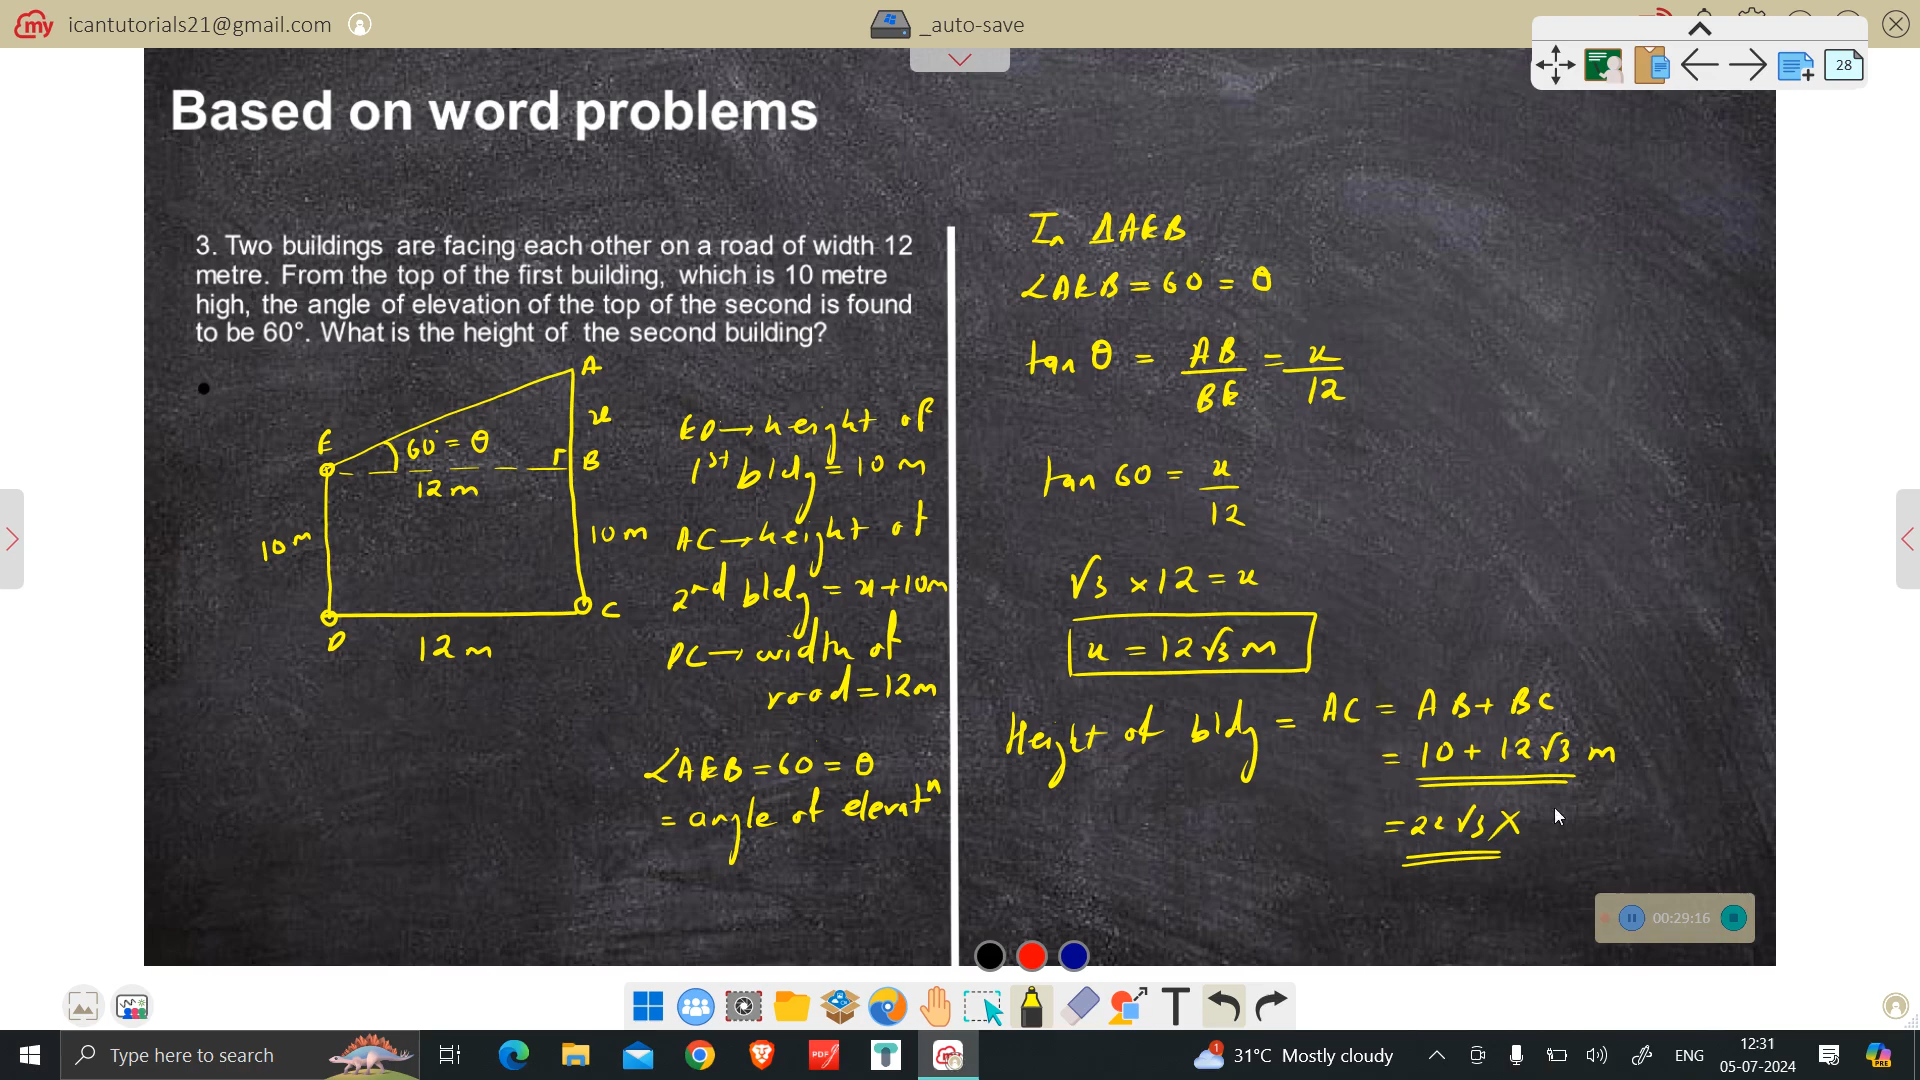 my icantutorials21@gmail.com
_auto-save
28
Based on word problems
3. Two buildings are facing each other on a road of width 12
metre. From the top of the first building, which is 10 metre
high, the angle of elevation of the top of the second is found
to be 60°. What is the height of the second building?
A
x
E
60° = θ
B
12 m
10 m
10 m
D
C
12 m
ED → height of
1st bldg = 10 m
AC → height of
2nd bldg = x + 10m
DC → width of
road = 12m
∠AEB = 60 = θ
= angle of elevatn
In ΔAEB
∠AEB = 60 = θ
tan θ = AB/BE = x/12
tan 60 = x/12
√3 × 12 = x
x = 12√3 m
Height of bldg = AC = AB + BC
= 10 + 12√3 m
= 22√3 X
00:29:16
T
Type here to search
PDF
T
1
31°C Mostly cloudy
ENG
12:31
05-07-2024
PRE